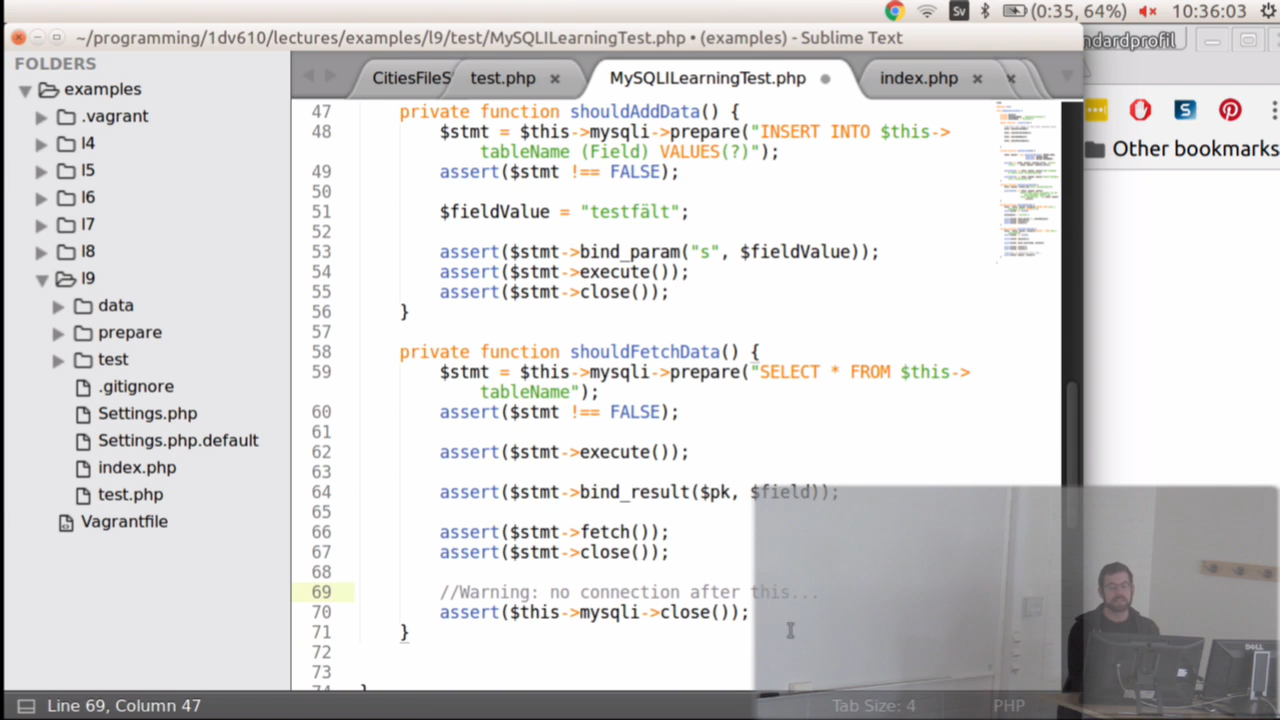 Sv
(0:35, 64%)
10:36:03
~/programming/1dv610/lectures/examples/l9/test/MySQLILearningTest.php • (examples) - Sublime Text
ndardprofil
FOLDERS
examples
.vagrant
l4
l5
l6
l7
l8
l9
data
prepare
test
.gitignore
Settings.php
Settings.php.default
index.php
test.php
Vagrantfile
CitiesFileS
test.php
MySQLILearningTest.php
index.php
Other bookmarks
47 private function shouldAddData() {
48 $stmt = $this->mysqli->prepare("INSERT INTO $this->
tableName (Field) VALUES(?)");
49 assert($stmt !== FALSE);
50
51 $fieldValue = "testfält";
52
53 assert($stmt->bind_param("s", $fieldValue));
54 assert($stmt->execute());
55 assert($stmt->close());
56 }
57
58 private function shouldFetchData() {
59 $stmt = $this->mysqli->prepare("SELECT * FROM $this->
tableName");
60 assert($stmt !== FALSE);
61
62 assert($stmt->execute());
63
64 assert($stmt->bind_result($pk, $field));
65
66 assert($stmt->fetch());
67 assert($stmt->close());
68
69 //Warning: no connection after this...
70 assert($this->mysqli->close());
71 }
72
73
74 }
Line 69, Column 47
Tab Size: 4
PHP
DELL